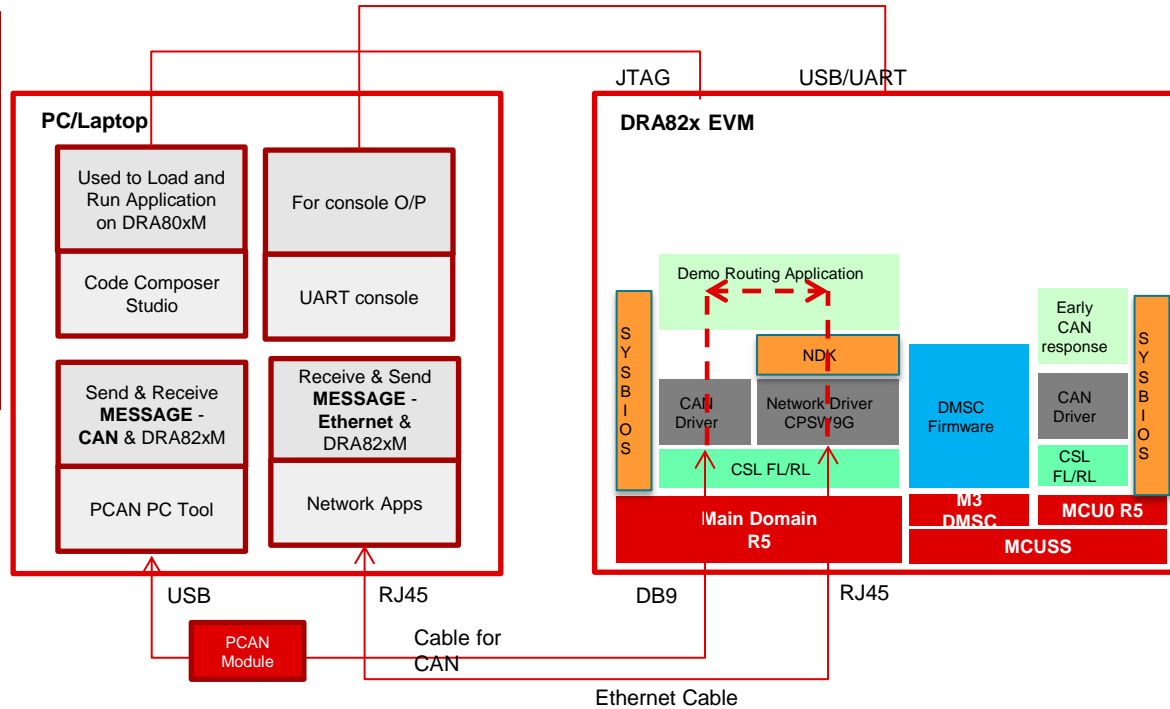 JTAG
USB/UART
PC/Laptop
Used to Load and
Run Application
on DRA80xM
Code Composer
Studio
For console O/P
UART console
Send & Receive
MESSAGE -
CAN & DRA82xM
PCAN PC Tool
Receive & Send
MESSAGE -
Ethernet &
DRA82xM
Network Apps
USB
RJ45
PCAN
Module
Cable for
CAN
Ethernet Cable
DRA82x EVM
Demo Routing Application
SYSBIOS
NDK
CAN
Driver
Network Driver
CPSW9G
CSL FL/RL
Main Domain
R5
DMSC
Firmware
M3
DMSC
Early
CAN
response
CAN
Driver
CSL
FL/RL
SYSBIOS
MCU0 R5
MCUSS
DB9
RJ45